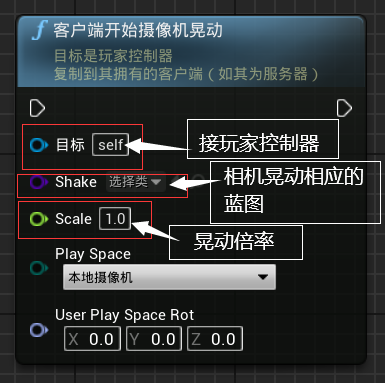 f 客户端开始摄像机晃动
目标是玩家控制器
复制到其拥有的客户端（如其为服务器）
目标 self
接玩家控制器
Shake 选择类
相机晃动相应的
蓝图
Scale 1.0
晃动倍率
Play Space
本地摄像机
User Play Space Rot
X 0.0 Y 0.0 Z 0.0